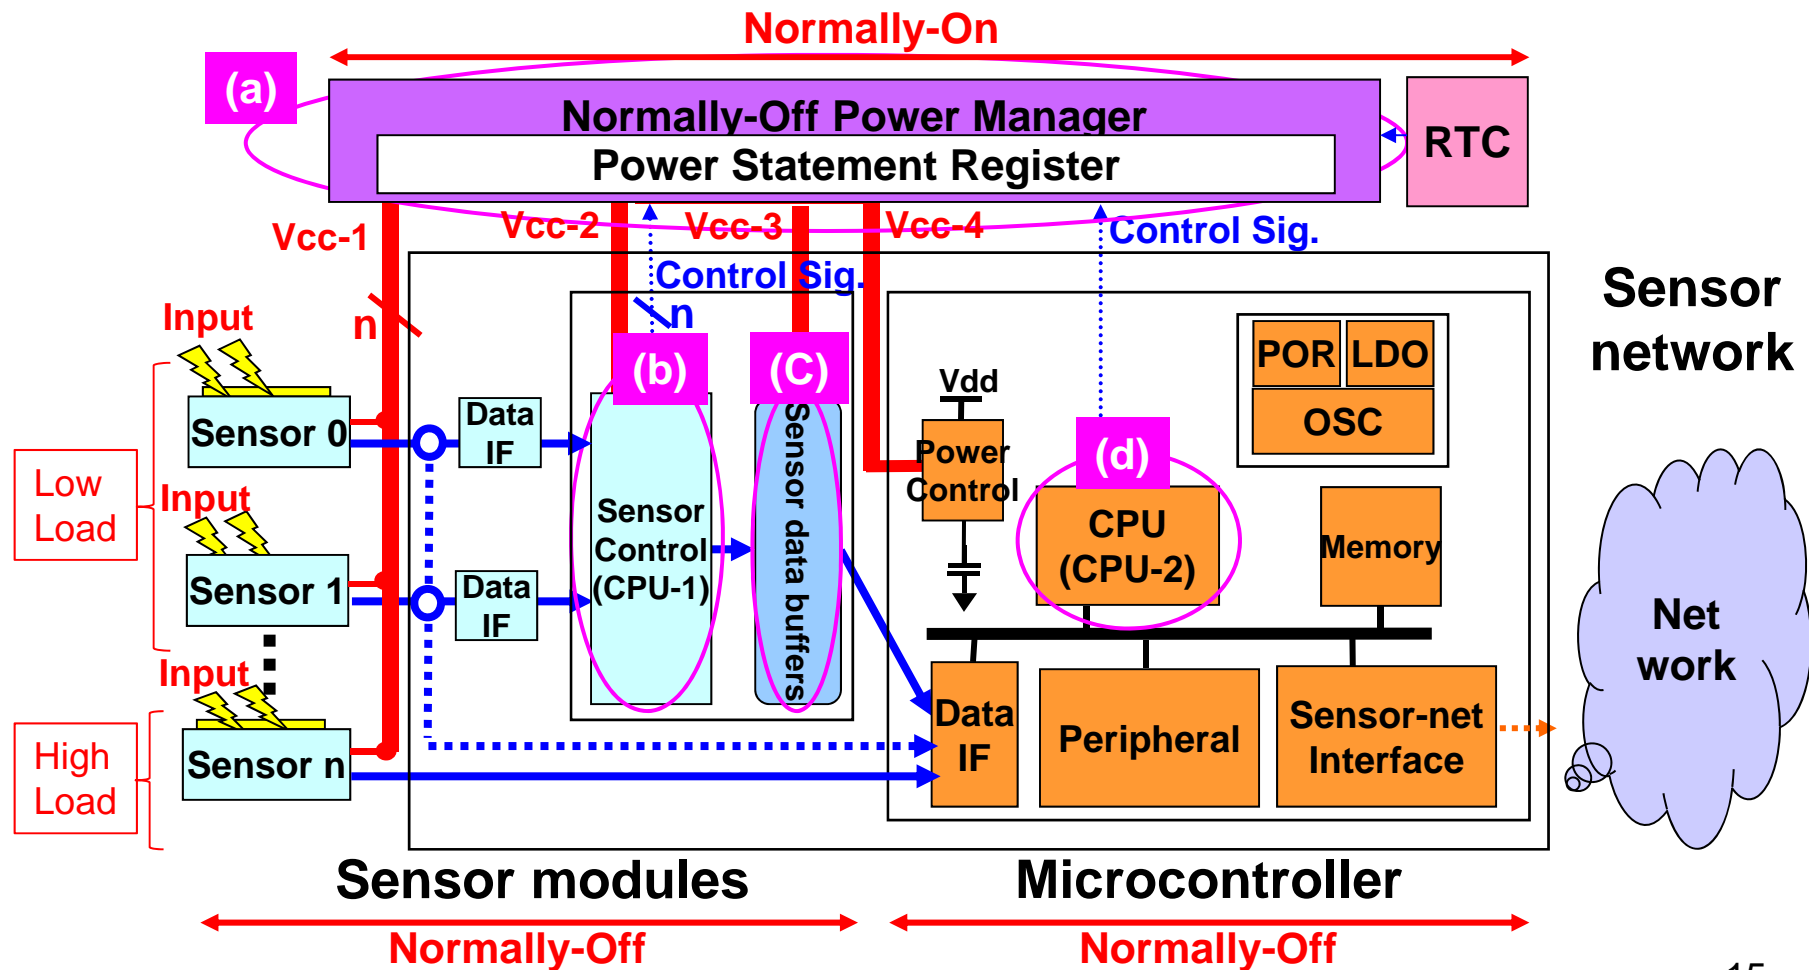 Normally-On
(a)
Normally-Off Power Manager
Power Statement Register
RTC
Vcc-1
Vcc-2
Vcc-3
Vcc-4
Control Sig.
Control Sig.
n
n
Sensor
network
Input
Sensor 0
Low
Load
Input
Sensor 1
Input
High
Load
Sensor n
Data
IF
Data
IF
(b)
Sensor
Control
(CPU-1)
(C)
Sensor data buffers
Vdd
Power
Control
(d)
CPU
(CPU-2)
POR
LDO
OSC
Memory
Data
IF
Peripheral
Sensor-net
Interface
Net
work
Sensor modules
Microcontroller
Normally-Off
Normally-Off
15